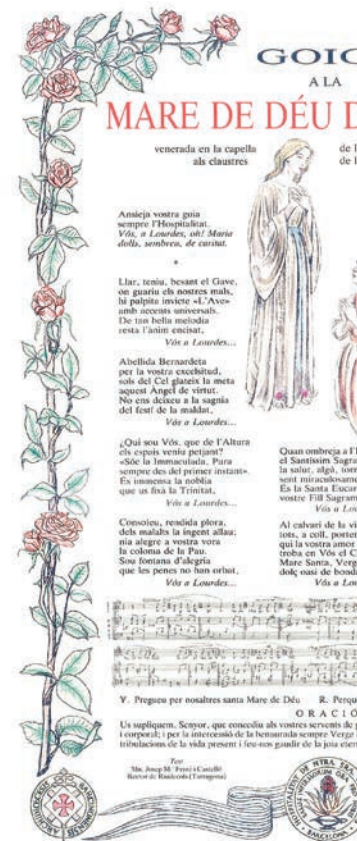 GOIG
A LA
MARE DE DÉU D
venerada en la capella
als claustres
de l
de l
Ansieja vostra guia
sempre l'Hospitalitat.
Vós, a Lourdes, oh! Maria
dolls, sembreu, de caritat.
*
Llar, teniu, besant el Gave,
on guariu els nostres mals,
hi palpita invicte «L'Ave»
amb accents universals.
De tan bella melodia
resta l'ànim encisat,
Vós a Lourdes...
Abellida Bernardeta
per la vostra excelsitud,
sols del Cel glateix la meta
aquest Àngel de virtut.
No ens deixeu a la sagnia
del festí de la maldat,
Vós a Lourdes...
¿Qui sou Vós, que de l'Altura
els espais veniu petjant?
«Sóc la Immaculada, Pura
sempre des del primer instant».
És immensa la noblia
que us fixà la Trinitat,
Vós a Lourdes...
Consoleu, rendida plora,
dels malalts la ingent allau;
nia alegre a vostra vora
la coloma de la Pau.
Sou fontana d'alegria
que les penes no han orbat,
Vós a Lourdes...
Quan ombreja a l'
el Santíssim Sagra
la salut, algú,
sent miraculosame
És la Santa Eucar
vostre Fill Sagram
Vós a Lou
Al calvari de la vi
tots, a coll, porten
qui la vostra amor
troba en Vós el C
Mare Santa, Verge
dolç oasi de bonda
Vós a Lou
V. Pregueu per nosaltres santa Mare de Déu R. Perquè
ORACIÓ
Us supliquem, Senyor, que concediu als vostres servents de
i corporal; i per la intercessió de la benaurada sempre Verge
tribulacions de la vida present i feu-nos gaudir de la joia eter
Text
Mn. Josep M.ª i Castelló
Rector de Riudecols (Tarragona)